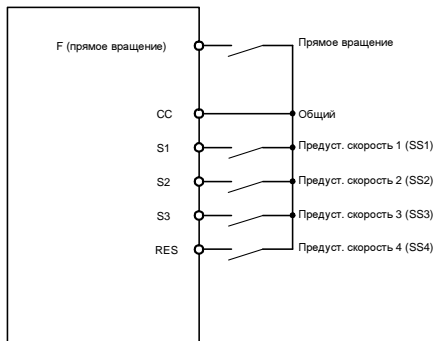 F (прямое вращение) Прямое вращение
CC Общий
S1 Предуст. скорость 1 (SS1)
S2 Предуст. скорость 2 (SS2)
S3 Предуст. скорость 3 (SS3)
RES Предуст. скорость 4 (SS4)